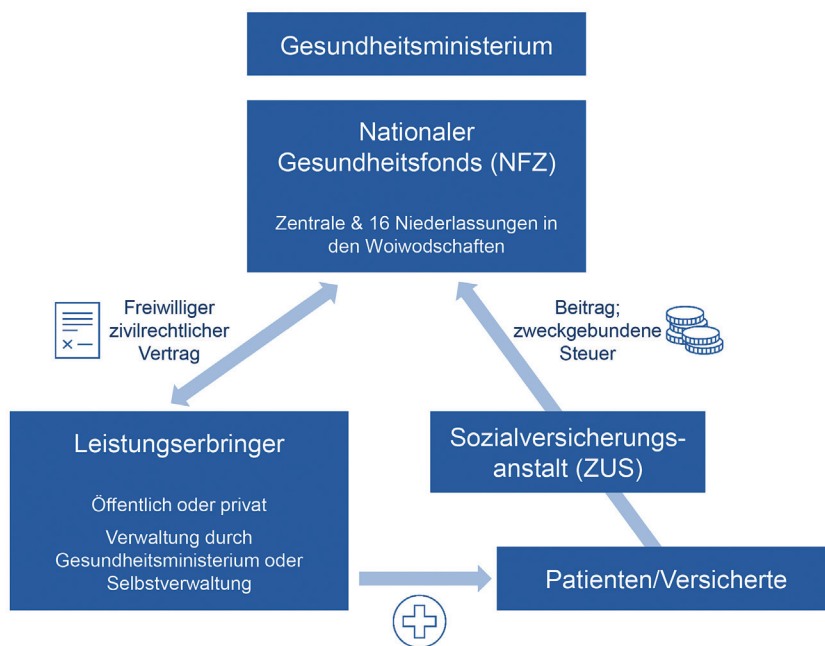 Gesundheitsministerium
Nationaler
Gesundheitsfonds (NFZ)
Zentrale & 16 Niederlassungen in
den Woiwodschaften
Freiwilliger
zivilrechtlicher
Vertrag
Beitrag;
zweckgebundene
Steuer
Leistungserbringer
Öffentlich oder privat
Verwaltung durch
Gesundheitsministerium oder
Selbstverwaltung
Sozialversicherungs-
anstalt (ZUS)
Patienten/Versicherte